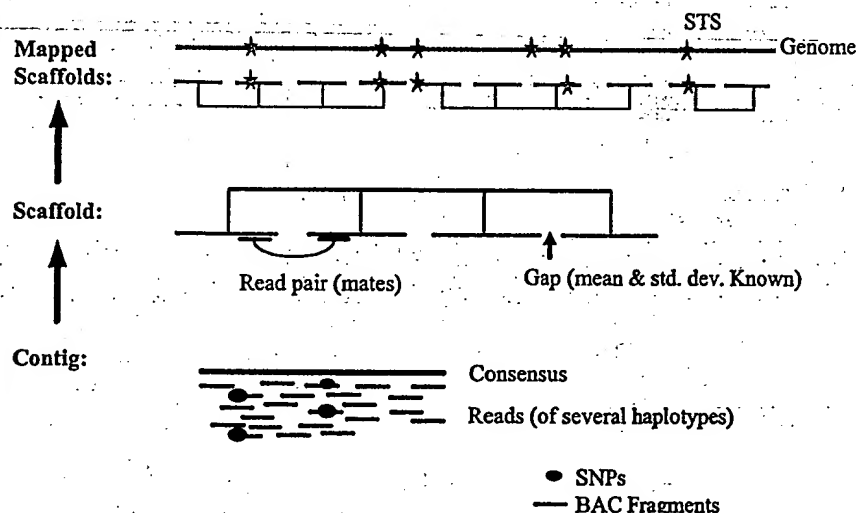 STS
Genome
Mapped
Scaffolds:
Scaffold:
Read pair (mates)
Gap (mean & std. dev. Known)
Contig:
Consensus
Reads (of several haplotypes)
SNPs
BAC Fragments